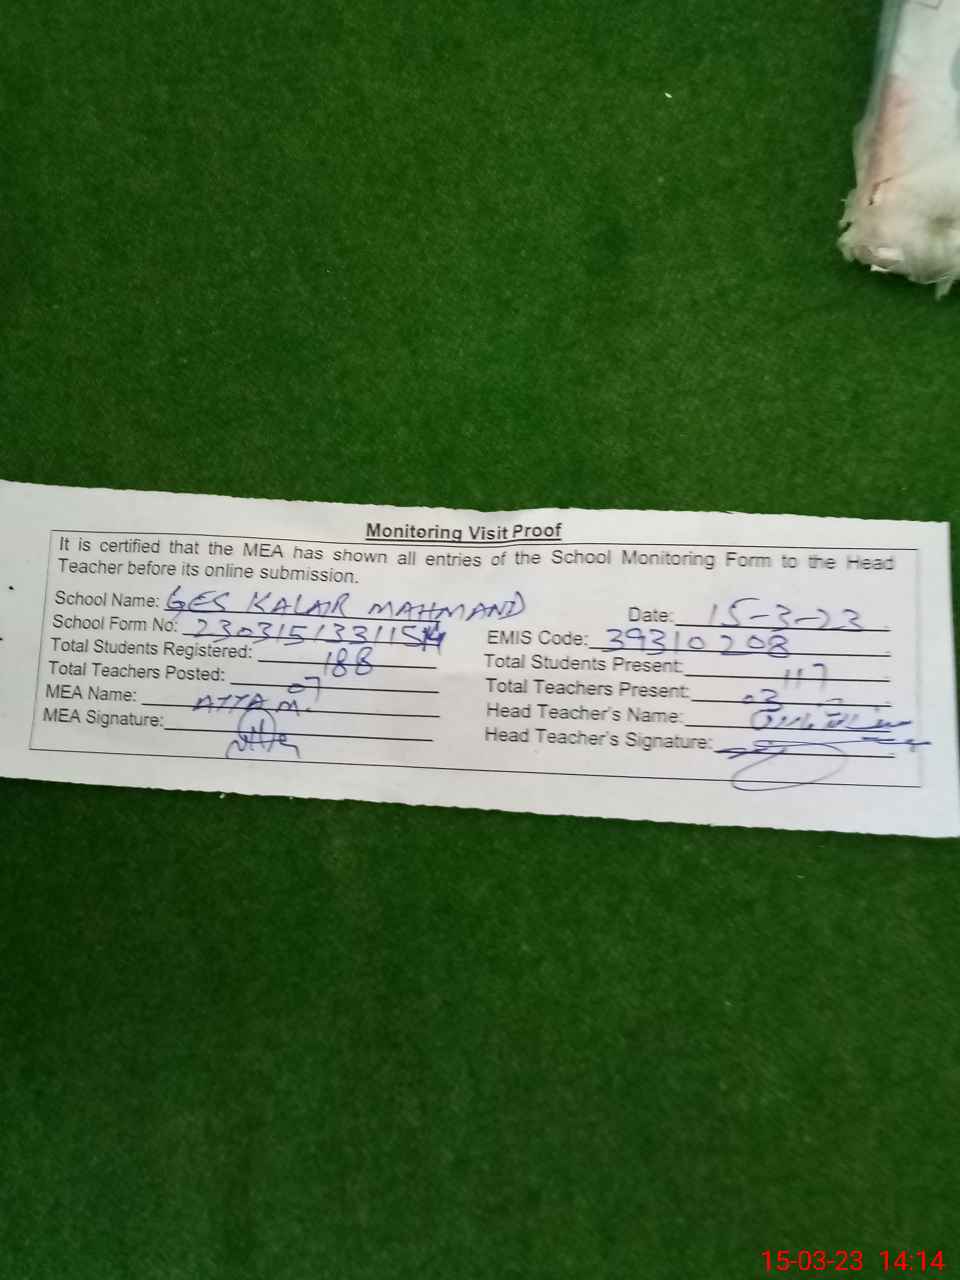 Monitoring Visit Proof
It is certified that the MEA has shown all entries of the School Monitoring Form to the Head
Teacher before its online submission.
School Name: GES KALAIR MAHMAND Date: 15-3-23
School Form No: EMIS Code: 39310208
Total Students Registered: 188 Total Students Present: 117
Total Teachers Posted: 07 Total Teachers Present: 03
MEA Name: ATTA M. Head Teacher's Name:
MEA Signature: Head Teacher's Signature:
15-03-23 14:14